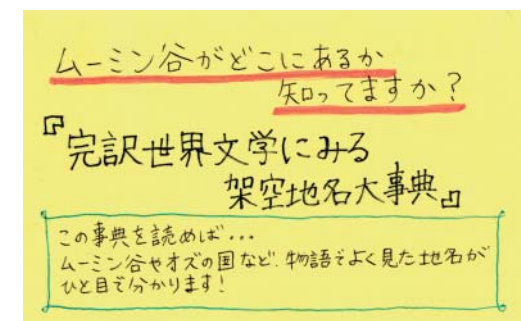 ムーミン谷がどこにあるか
知ってますか？
『完訳世界文学にみる
架空地名大事典』
この事典を読めば...
ムーミン谷やオズの国など、物語でよく見た地名が
ひと目で分かります!